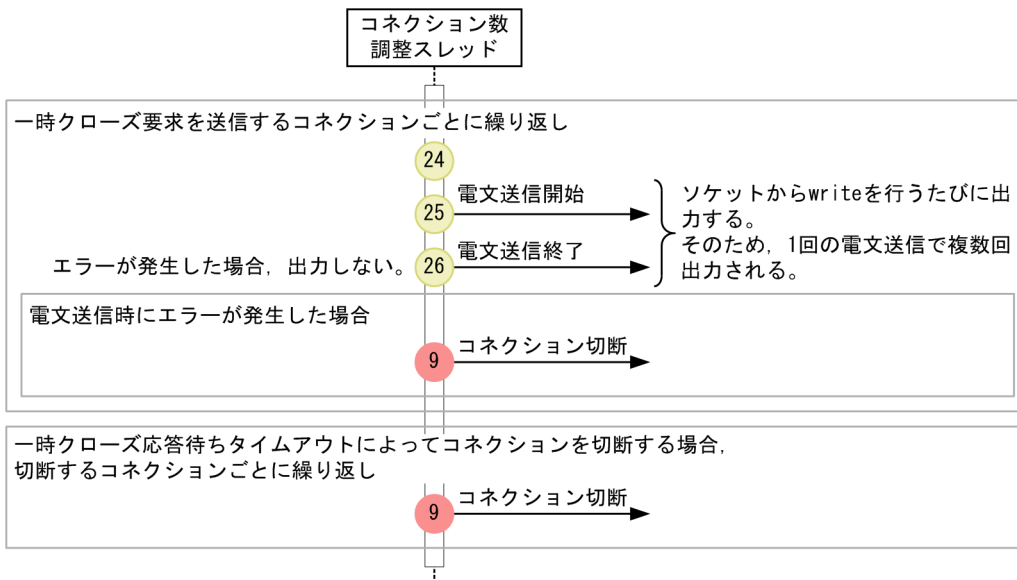 コネクション数
調整スレッド
一時クローズ要求を送信するコネクションごとに繰り返し
24
電文送信開始
25
ソケットからwriteを行うたびに出
力する。
そのため，1回の電文送信で複数回
出力される。
電文送信終了
エラーが発生した場合，出力しない。
26
電文送信時にエラーが発生した場合
コネクション切断
9
一時クローズ応答待ちタイムアウトによってコネクションを切断する場合，
切断するコネクションごとに繰り返し
コネクション切断
9